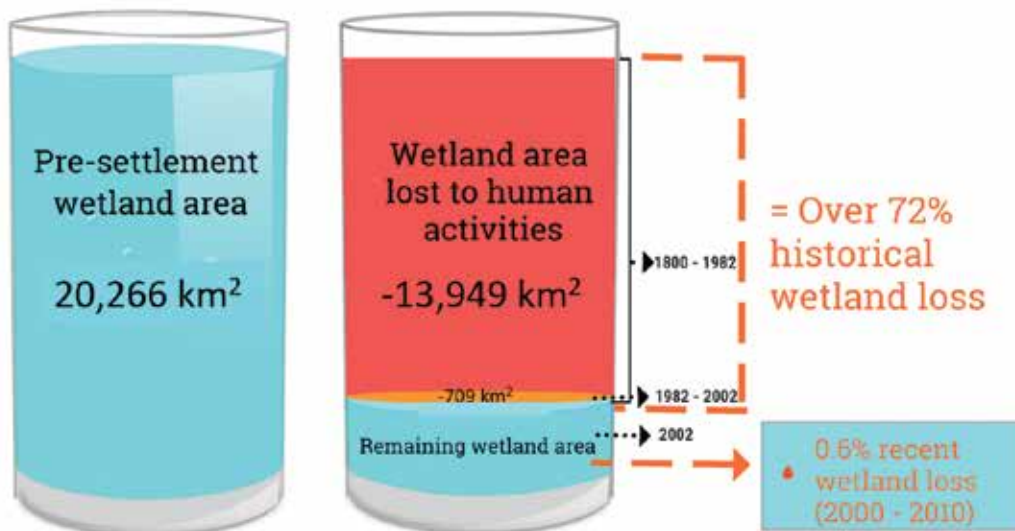 Pre-settlement
wetland area
20,266 km²
Wetland area
lost to human
activities
-13,949 km²
-709 km²
Remaining wetland area
1800 - 1982
1982 - 2002
2002
= Over 72%
historical
wetland loss
0.6% recent
wetland loss
(2000 - 2010)